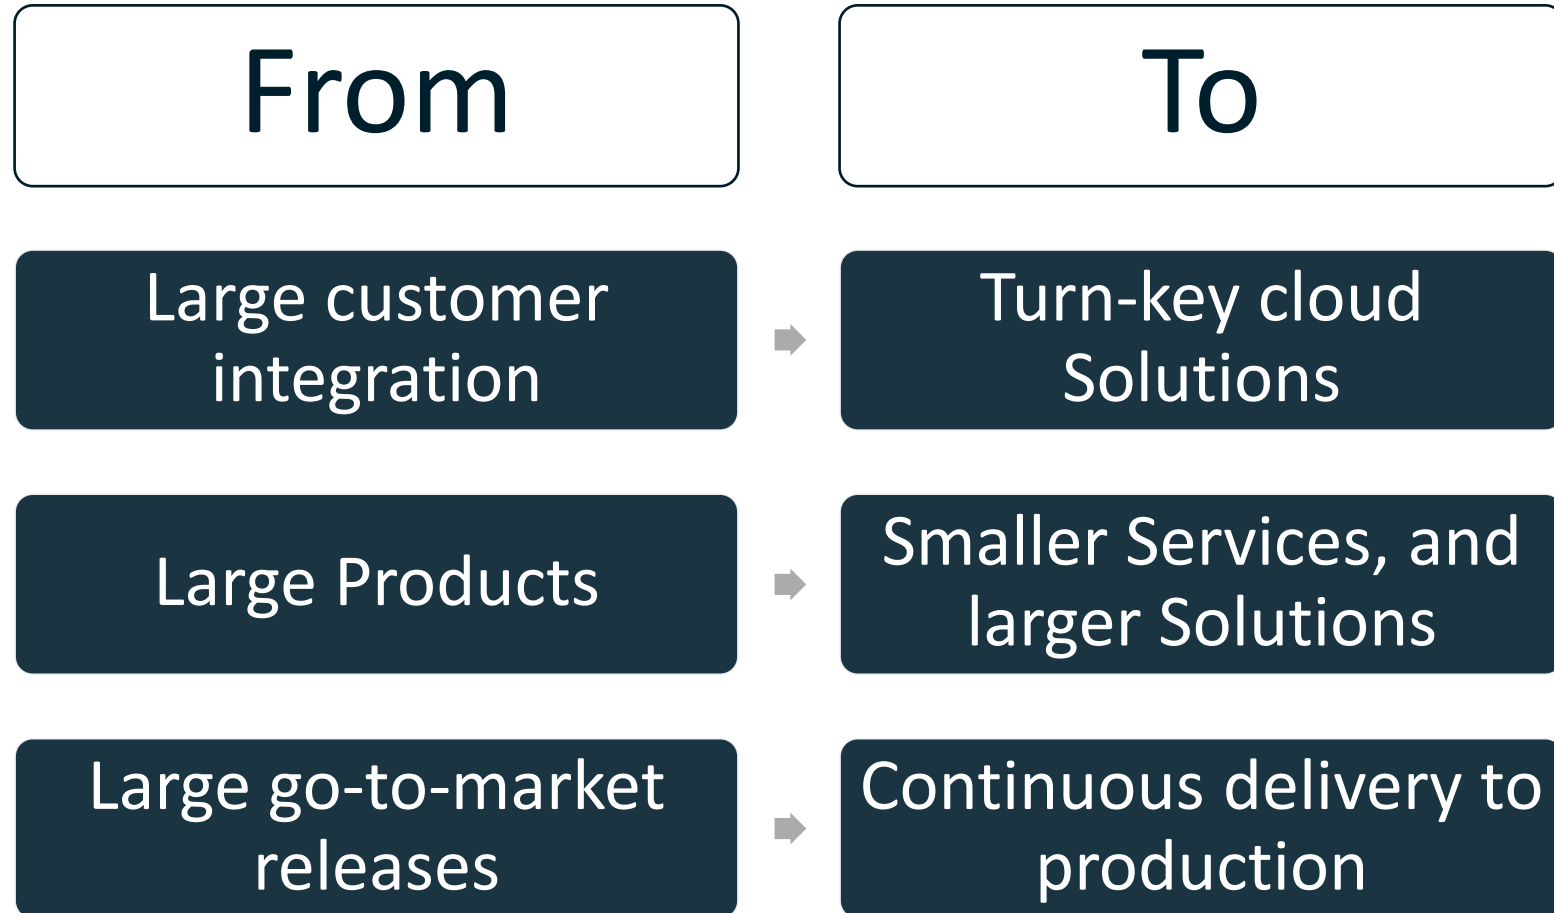 From
To
Large customer
integration
Turn-key cloud
Solutions
Large Products
Smaller Services, and
larger Solutions
Large go-to-market
releases
Continuous delivery to
production